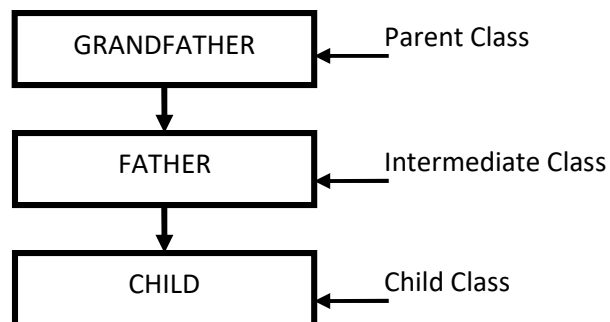 GRANDFATHER
Parent Class
FATHER
Intermediate Class
CHILD
Child Class